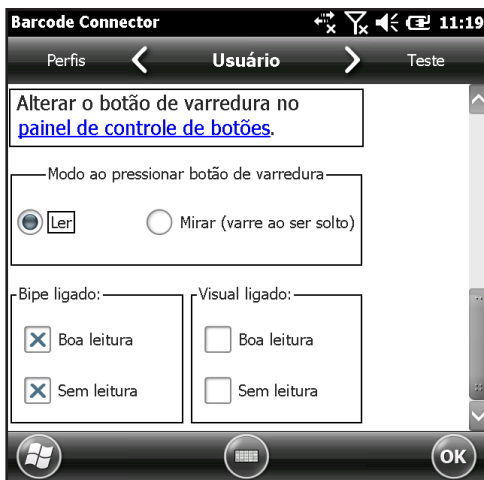 Barcode Connector 11:19
Perfis Usuário Teste
Alterar o botão de varredura no
painel de controle de botões.
Modo ao pressionar botão de varredura
Ler Mirar (varre ao ser solto)
Bipe ligado: Visual ligado:
Boa leitura Boa leitura
Sem leitura Sem leitura
OK